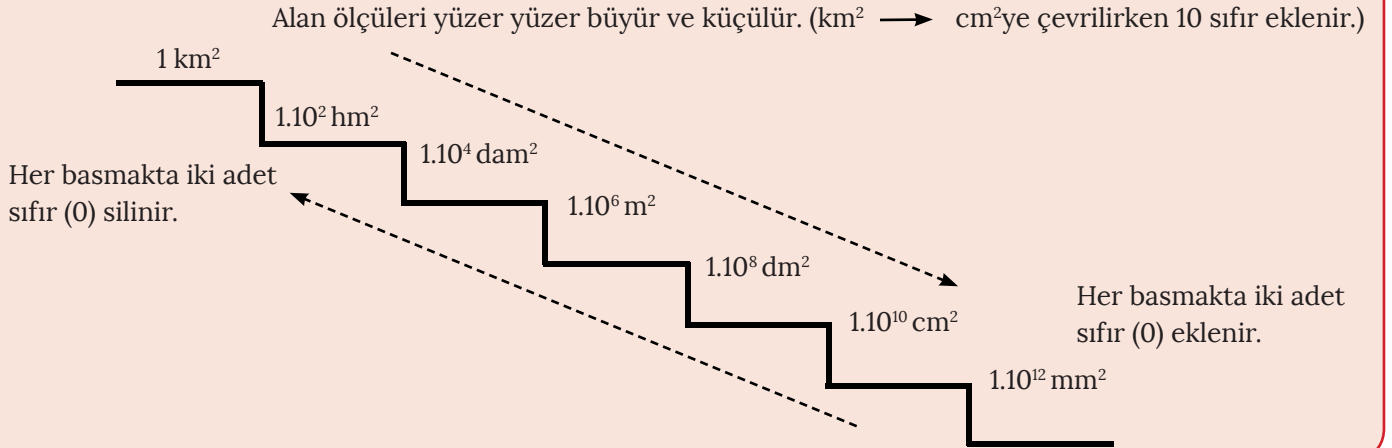 Alan ölçüleri yüzer yüzer büyür ve küçülür. (km² → cm²ye çevrilirken 10 sıfır eklenir.)
1 km²
1.10² hm²
1.10⁴ dam²
Her basmakta iki adet
sıfır (0) silinir.
1.10⁶ m²
1.10⁸ dm²
Her basmakta iki adet
sıfır (0) eklenir.
1.10¹⁰ cm²
1.10¹² mm²